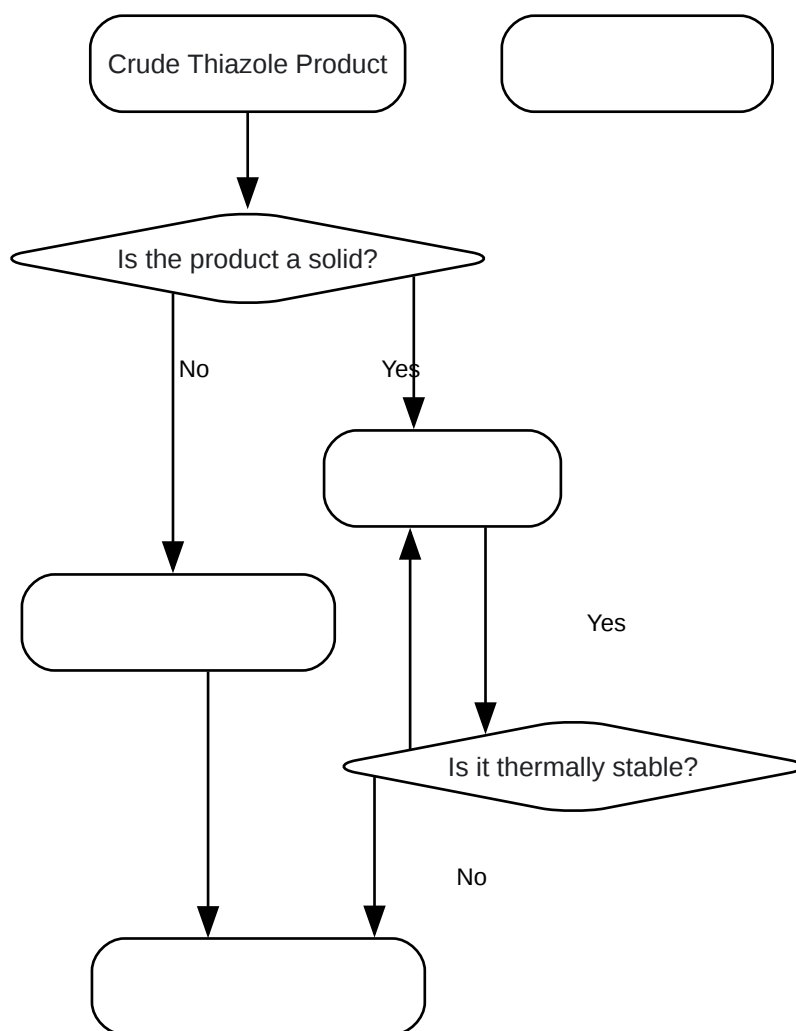 Crude Thiazole Product
Is the product a solid?
No
Yes
Yes
Is it thermally stable?
No